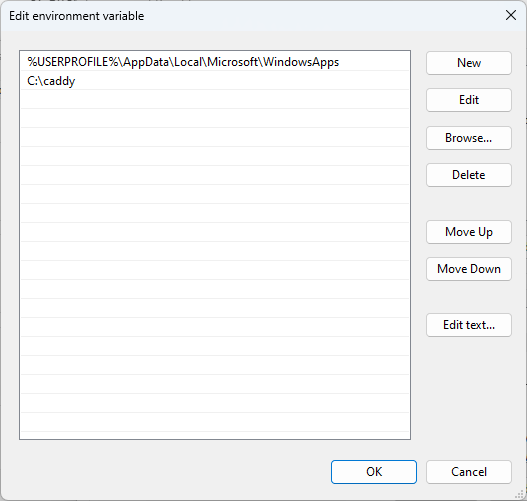 Edit environment variable
%USERPROFILE%\AppData\Local\Microsoft\WindowsApps
C:\caddy
New
Edit
Browse...
Delete
Move Up
Move Down
Edit text...
OK
Cancel